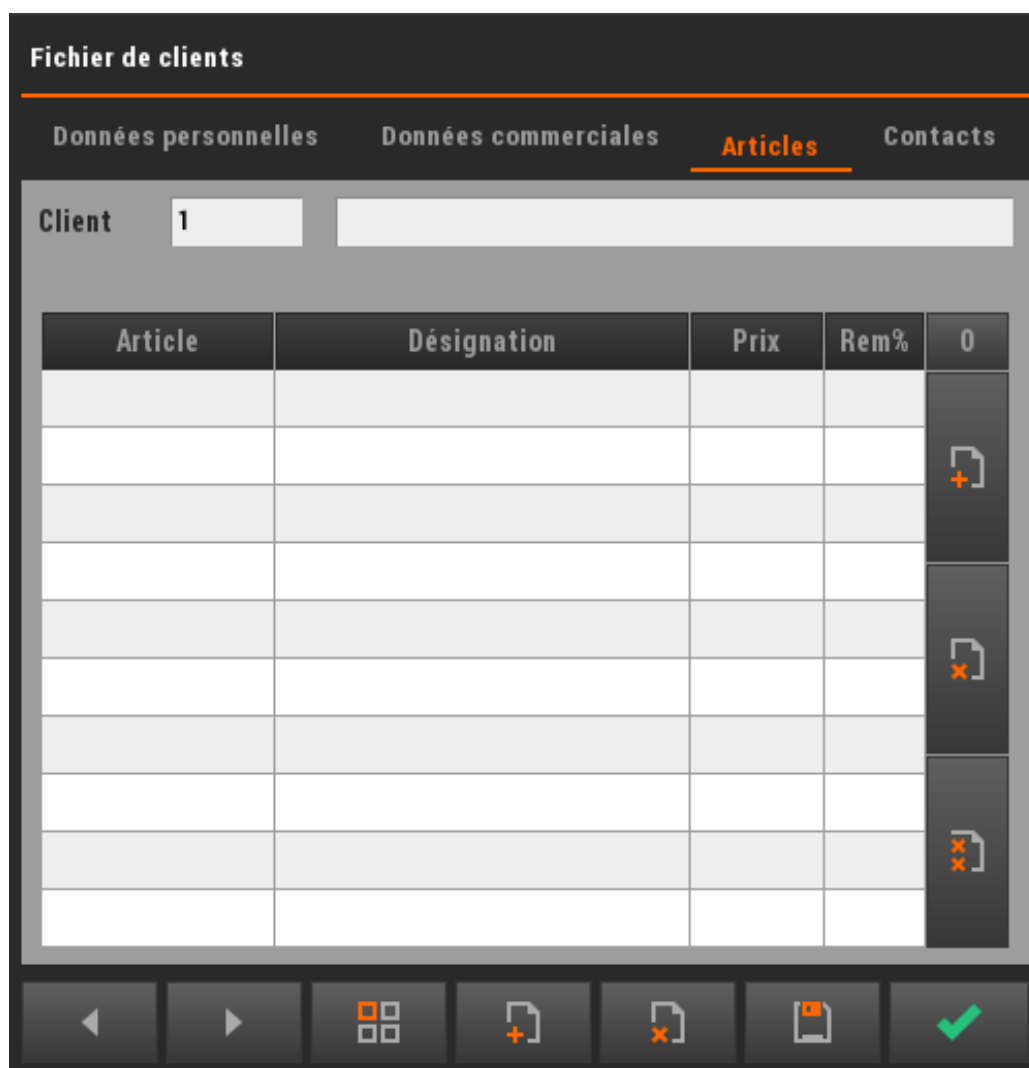 Fichier de clients
Données personnelles Données commerciales Articles Contacts
Client 1
Article Désignation Prix Rem% 0